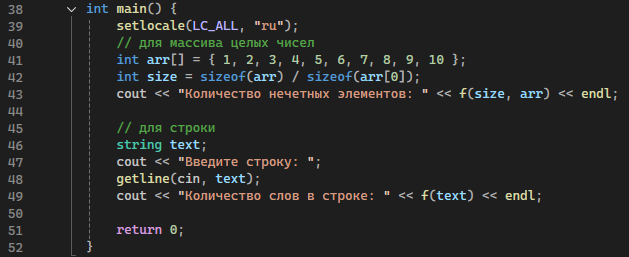 38 int main() {
39 setlocale(LC_ALL, "ru");
40 // для массива целых чисел
41 int arr[] = { 1, 2, 3, 4, 5, 6, 7, 8, 9, 10 };
42 int size = sizeof(arr) / sizeof(arr[0]);
43 cout << "Количество нечетных элементов: " << f(size, arr) << endl;
44
45 // для строки
46 string text;
47 cout << "Введите строку: ";
48 getline(cin, text);
49 cout << "Количество слов в строке: " << f(text) << endl;
50
51 return 0;
52 }